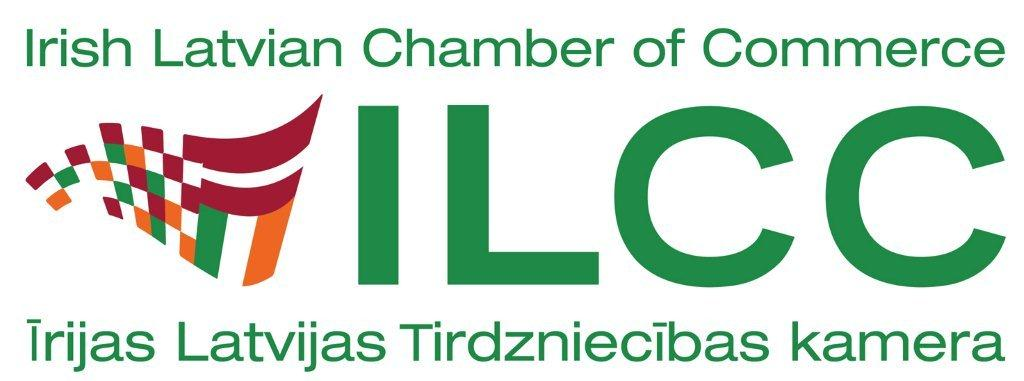 Irish Latvian Chamber of Commerce
ILCC
Īrijas Latvijas Tirdzniecības kamera